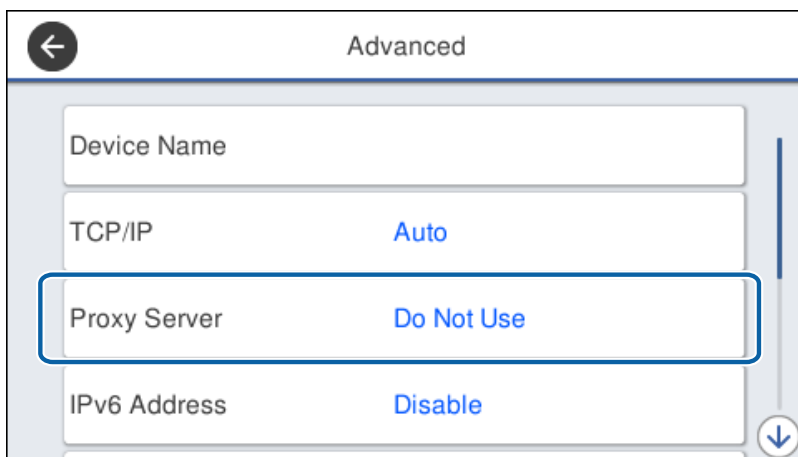 Advanced
Device Name
TCP/IP Auto
Proxy Server Do Not Use
IPv6 Address Disable